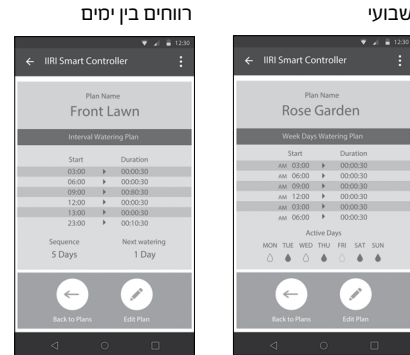 רווחים בין ימים
12:30
IIRI Smart Controller
Plan Name
Front Lawn
Interval Watering Plan
Start Duration
03:00 00:00:30
06:00 00:00:30
09:00 00:80:30
12:00 00:00:30
13:00 00:00:30
23:00 00:10:30
Sequence Next watering
5 Days 1 Day
Back to Plans Edit Plan
שבועי
12:30
IIRI Smart Controller
Plan Name
Rose Garden
Week Days Watering Plan
Start Duration
AM 03:00 00:00:30
AM 06:00 00:00:30
AM 09:00 00:00:30
AM 12:00 00:00:30
AM 03:00 00:00:30
AM 06:00 00:00:30
Active Days
MON TUE WED THU FRI SAT SUN
Back to Plans Edit Plan